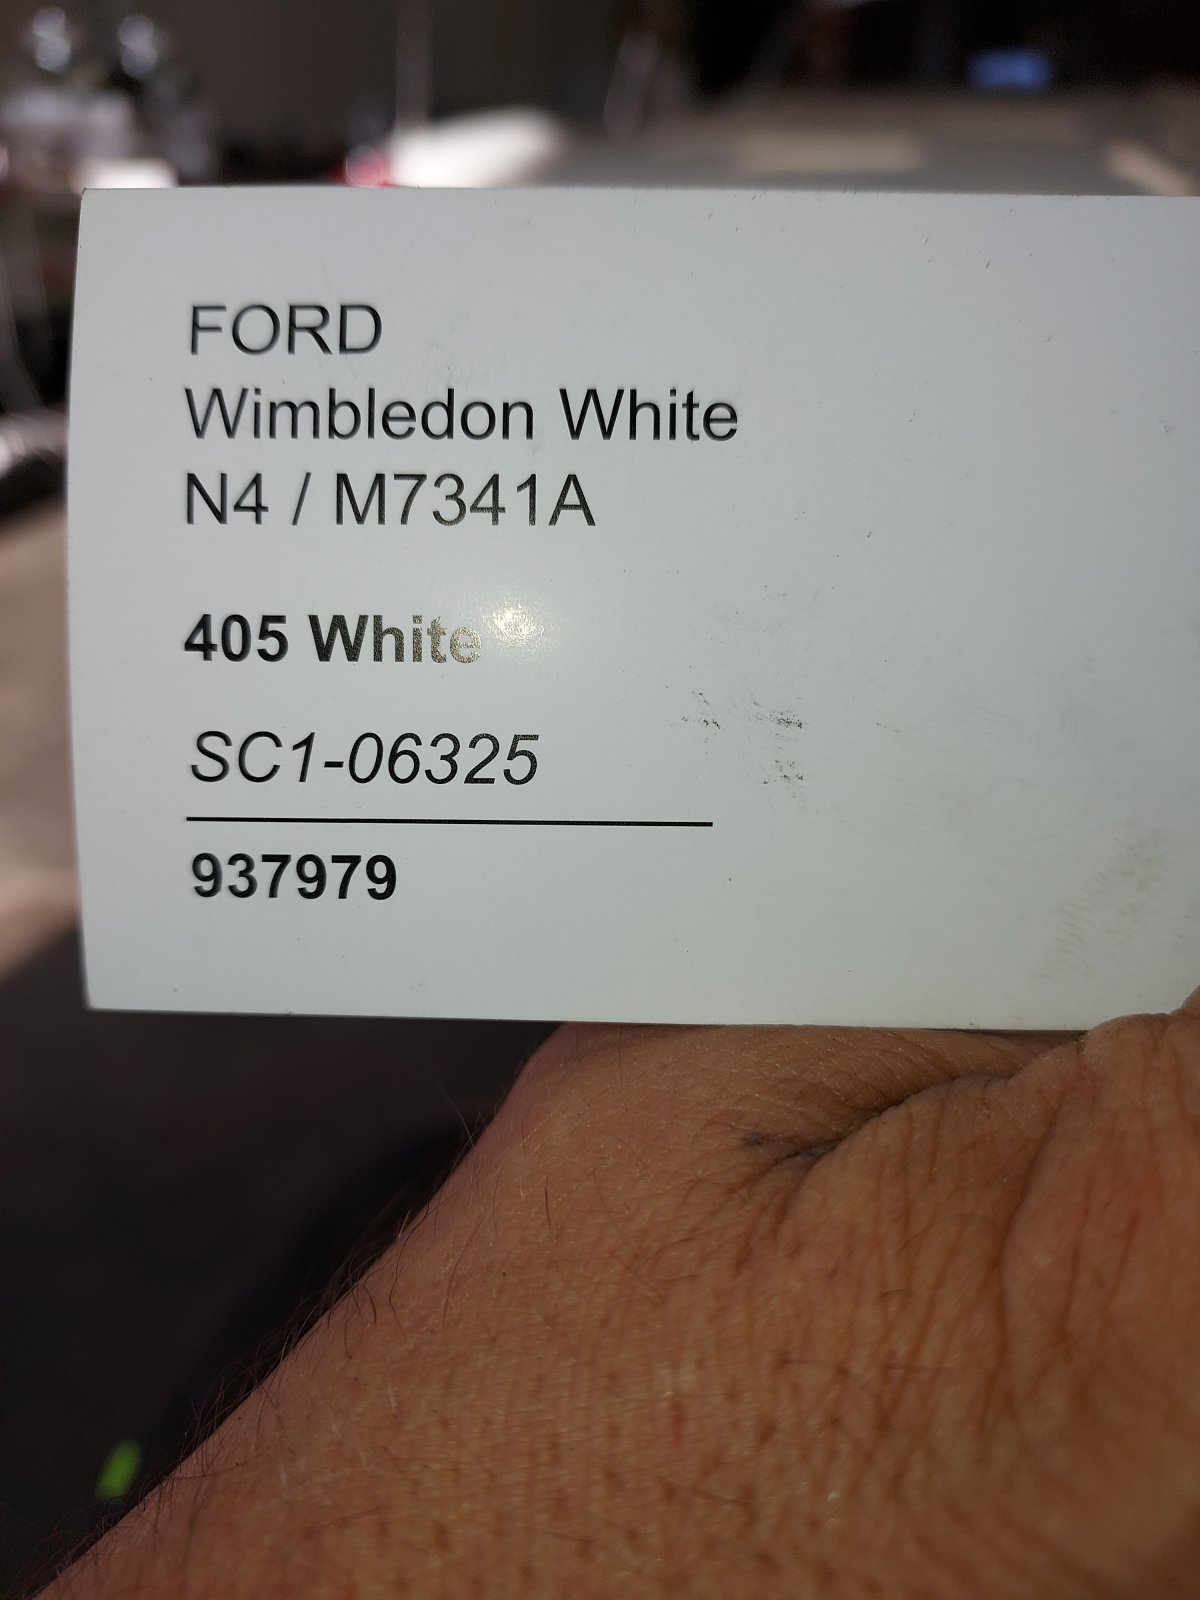 FORD
Wimbledon White
N4 / M7341A
405 White
SC1-06325
937979